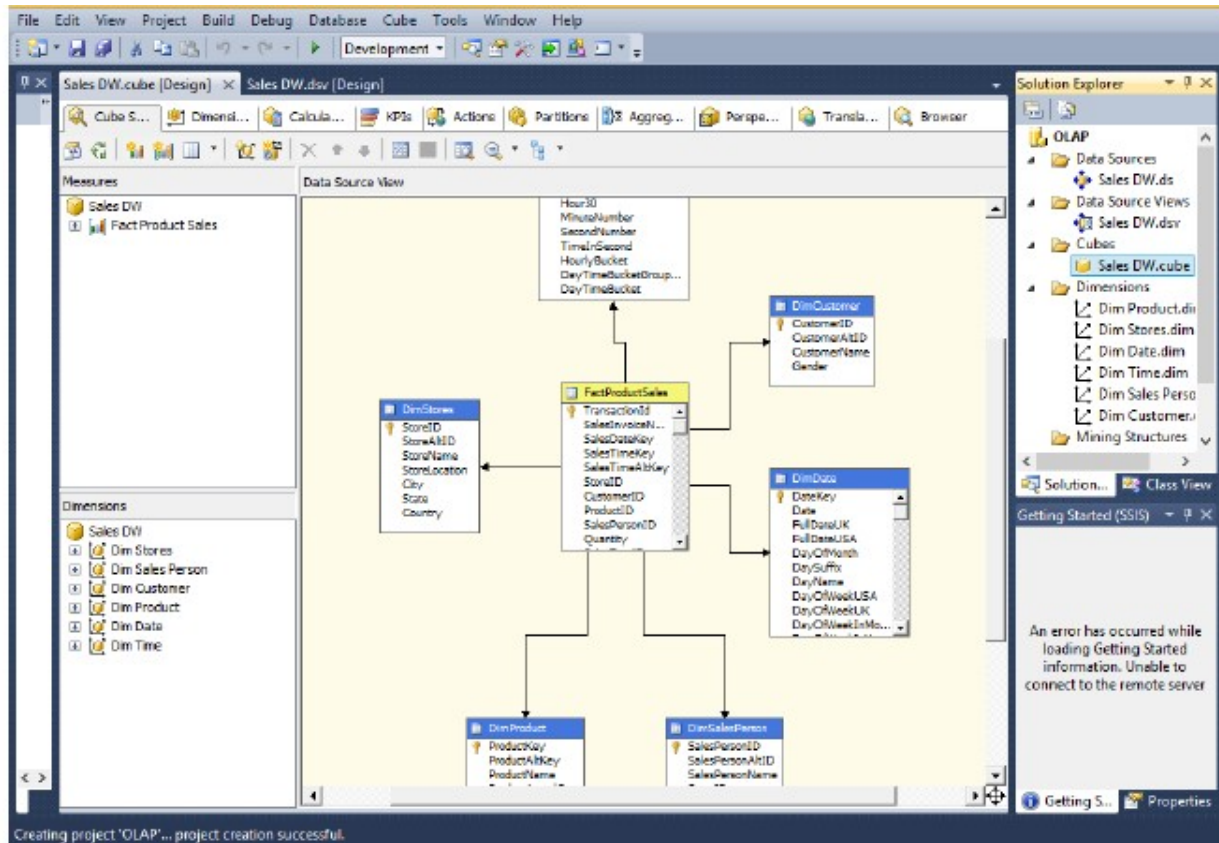 File Edit View Project Build Debug Database Cube Tools Window Help
Development
Sales DW.cube [Design] Sales DW.dsv [Design]
Cube S... Dimensi... Calcula... KPIs Actions Partitions Aggreg... Perspe... Transla... Browser
Measures
Sales DW
Fact Product Sales
Dimensions
Sales DW
Dim Stores
Dim Sales Person
Dim Customer
Dim Product
Dim Date
Dim Time
Data Source View
Hour30
MinuteNumber
SecondNumber
TimeInSecond
HourlyBucket
DayTimeBucketGroup...
DayTimeBucket
DimCustomer
CustomerID
CustomerAltID
CustomerName
Gender
FactProductSales
TransactionId
SalesInvoiceN...
SalesDateKey
SalesTimeKey
SalesTimeAltKey
StoreID
CustomerID
ProductID
SalesPersonID
Quantity
DimStores
StoreID
StoreAltID
StoreName
StoreLocation
City
State
Country
DimDate
DateKey
Date
FullDateUK
FullDateUSA
DayOfMonth
DaySuffix
DayName
DayOfWeekUSA
DayOfWeekUK
DayOfWeekInMo...
DimProduct
ProductKey
ProductAltKey
ProductName
DimSalesPerson
SalesPersonID
SalesPersonAltID
SalesPersonName
Solution Explorer
OLAP
Data Sources
Sales DW.ds
Data Source Views
Sales DW.dsv
Cubes
Sales DW.cube
Dimensions
Dim Product.di
Dim Stores.dim
Dim Date.dim
Dim Time.dim
Dim Sales Perso
Dim Customer.
Mining Structures
Solution... Class View
Getting Started (SSIS)
An error has occurred while
loading Getting Started
information. Unable to
connect to the remote server
Getting S... Properties
Creating project 'OLAP'... project creation successful.